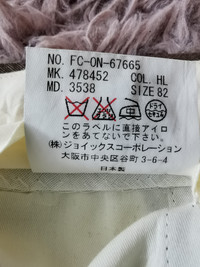 NO. FC-ON-67665
MK. 478452 COL. HL
MD. 3538 SIZE 82
ドライ
セキユ系
このラベルに直接アイロ
ンをあてないで下さい。
㈱ジョイックスコーポレーション
大阪市中央区谷町3-6-4
日本製